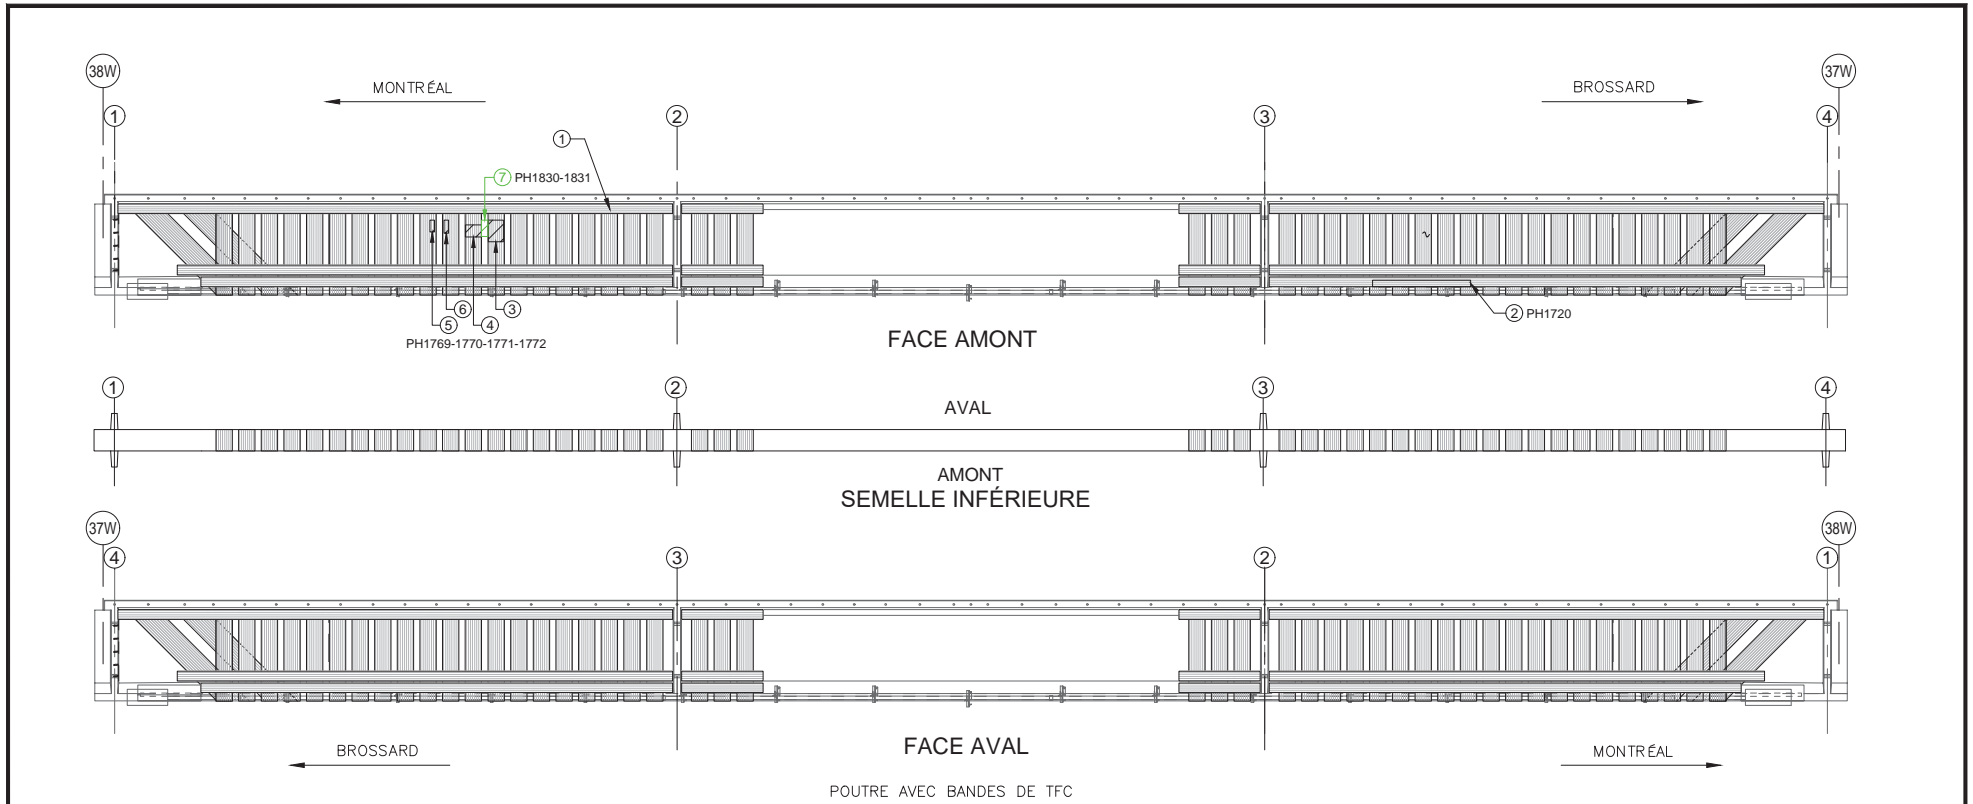 38W
37W
MONTRÉAL
BROSSARD
1
2
3
4
1
7 PH1830-1831
6
3
5
4
2 PH1720
PH1769-1770-1771-1772
FACE AMONT
1
2
3
4
AVAL
AMONT
SEMELLE INFÉRIEURE
37W
38W
4
3
2
1
FACE AVAL
BROSSARD
MONTRÉAL
POUTRE AVEC BANDES DE TFC